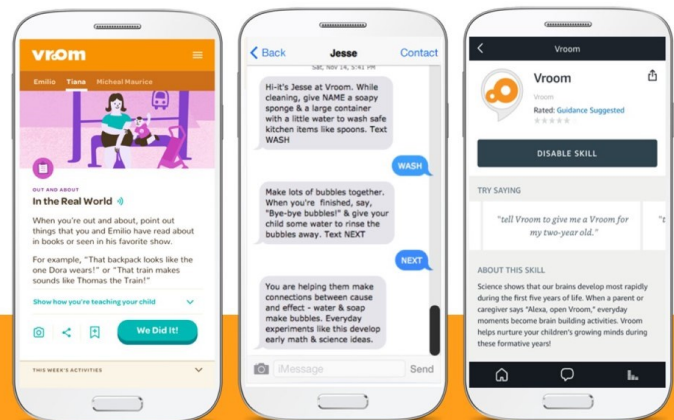 vroom
Emilio Tiana Micheal Maurice
OUT AND ABOUT
In the Real World
When you're out and about, point out
things that you and Emilio have read about
in books or seen in his favorite show.
For example, "That backpack looks like the
one Dora wears!" or "That train makes
sounds like Thomas the Train!"
Show how you're teaching your child
We Did It!
THIS WEEK'S ACTIVITIES
Back Jesse Contact
Sat, Nov 14, 5:41 PM
Hi-it's Jesse at Vroom. While
cleaning, give NAME a soapy
sponge & a large container
with a little water to wash safe
kitchen items like spoons. Text
WASH
WASH
Make lots of bubbles together.
When you're finished, say,
"Bye-bye bubbles!" & give your
child some water to rinse the
bubbles away. Text NEXT
NEXT
You are helping them make
connections between cause
and effect - water & soap
make bubbles. Everyday
experiments like this develop
early math & science ideas.
iMessage Send
Vroom
Vroom
Vroom
Rated: Guidance Suggested
DISABLE SKILL
TRY SAYING
"tell Vroom to give me a Vroom for
my two-year old."
"t
ABOUT THIS SKILL
Science shows that our brains develop most rapidly
during the first five years of life. When a parent or
caregiver says "Alexa, open Vroom," everyday
moments become brain building activities. Vroom
helps nurture your children's growing minds during
these formative years!